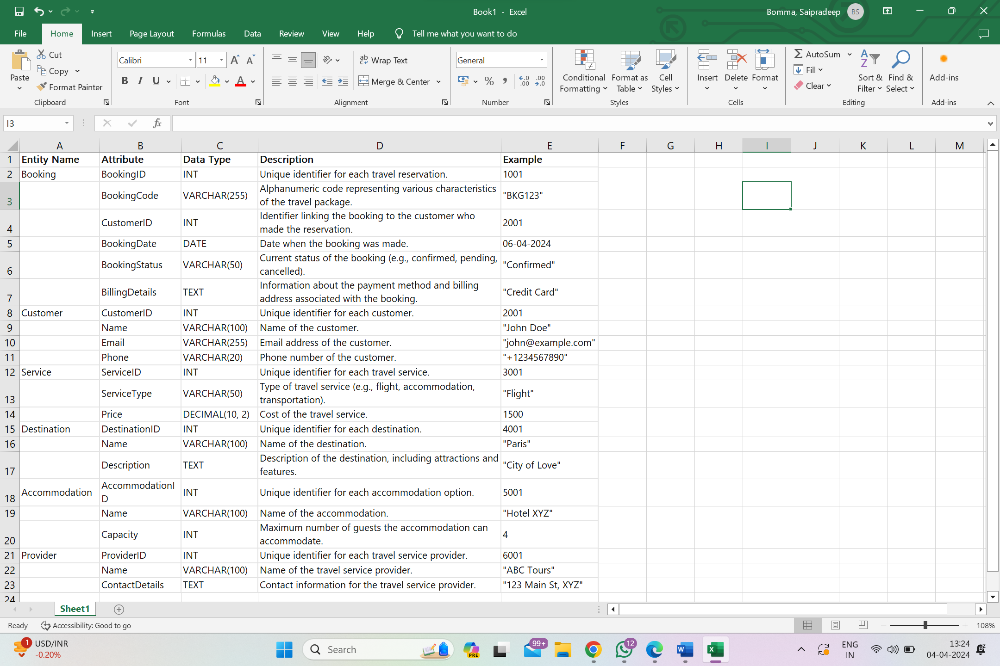 Book1 - Excel
Bomma, Saipradeep BS
File Home Insert Page Layout Formulas Data Review View Help Tell me what you want to do
Paste
Cut
Copy
Format Painter
Clipboard
Calibri 11
B I U A
Font
ab Wrap Text
Merge & Center
Alignment
General
% , .00 .00
Number
Conditional Formatting
Format as Table
Cell Styles
Styles
Insert Delete Format
Cells
AutoSum
Fill
Clear
Sort & Filter
Find & Select
Editing
Add-ins
Add-ins
I3 fx
A B C D E F G H I J K L M
1 Entity Name Attribute Data Type Description Example
2 Booking BookingID INT Unique identifier for each travel reservation. 1001
3 BookingCode VARCHAR(255) Alphanumeric code representing various characteristics
of the travel package. "BKG123"
4 CustomerID INT Identifier linking the booking to the customer who
made the reservation. 2001
5 BookingDate DATE Date when the booking was made. 06-04-2024
6 BookingStatus VARCHAR(50) Current status of the booking (e.g., confirmed, pending,
cancelled). "Confirmed"
7 BillingDetails TEXT Information about the payment method and billing
address associated with the booking. "Credit Card"
8 Customer CustomerID INT Unique identifier for each customer. 2001
9 Name VARCHAR(100) Name of the customer. "John Doe"
10 Email VARCHAR(255) Email address of the customer. "john@example.com"
11 Phone VARCHAR(20) Phone number of the customer. "+1234567890"
12 Service ServiceID INT Unique identifier for each travel service. 3001
13 ServiceType VARCHAR(50) Type of travel service (e.g., flight, accommodation,
transportation). "Flight"
14 Price DECIMAL(10, 2) Cost of the travel service. 1500
15 Destination DestinationID INT Unique identifier for each destination. 4001
16 Name VARCHAR(100) Name of the destination. "Paris"
17 Description TEXT Description of the destination, including attractions and
features. "City of Love"
18 Accommodation AccommodationI
D INT Unique identifier for each accommodation option. 5001
19 Name VARCHAR(100) Name of the accommodation. "Hotel XYZ"
20 Capacity INT Maximum number of guests the accommodation can
accommodate. 4
21 Provider ProviderID INT Unique identifier for each travel service provider. 6001
22 Name VARCHAR(100) Name of the travel service provider. "ABC Tours"
23 ContactDetails TEXT Contact information for the travel service provider. "123 Main St, XYZ"
24
Sheet1
Ready Accessibility: Good to go 108%
1 USD/INR
-0.20%
Search
PRE 99+ 12
ENG
IN
13:24
04-04-2024